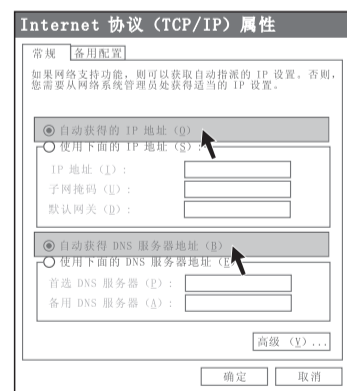 Internet 协议 (TCP/IP) 属性
常规 备用配置
如果网络支持功能，则可以获取自动指派的 IP 设置。否则，
您需要从网络系统管理员处获得适当的 IP 设置。
自动获得的 IP 地址 (O)
使用下面的 IP 地址 (S)：
IP 地址 (I)：
子网掩码 (U)：
默认网关 (D)：
自动获得 DNS 服务器地址 (B)
使用下面的 DNS 服务器地址 (E
首选 DNS 服务器 (P)：
备用 DNS 服务器 (A)：
高级 (V)...
确定 取消